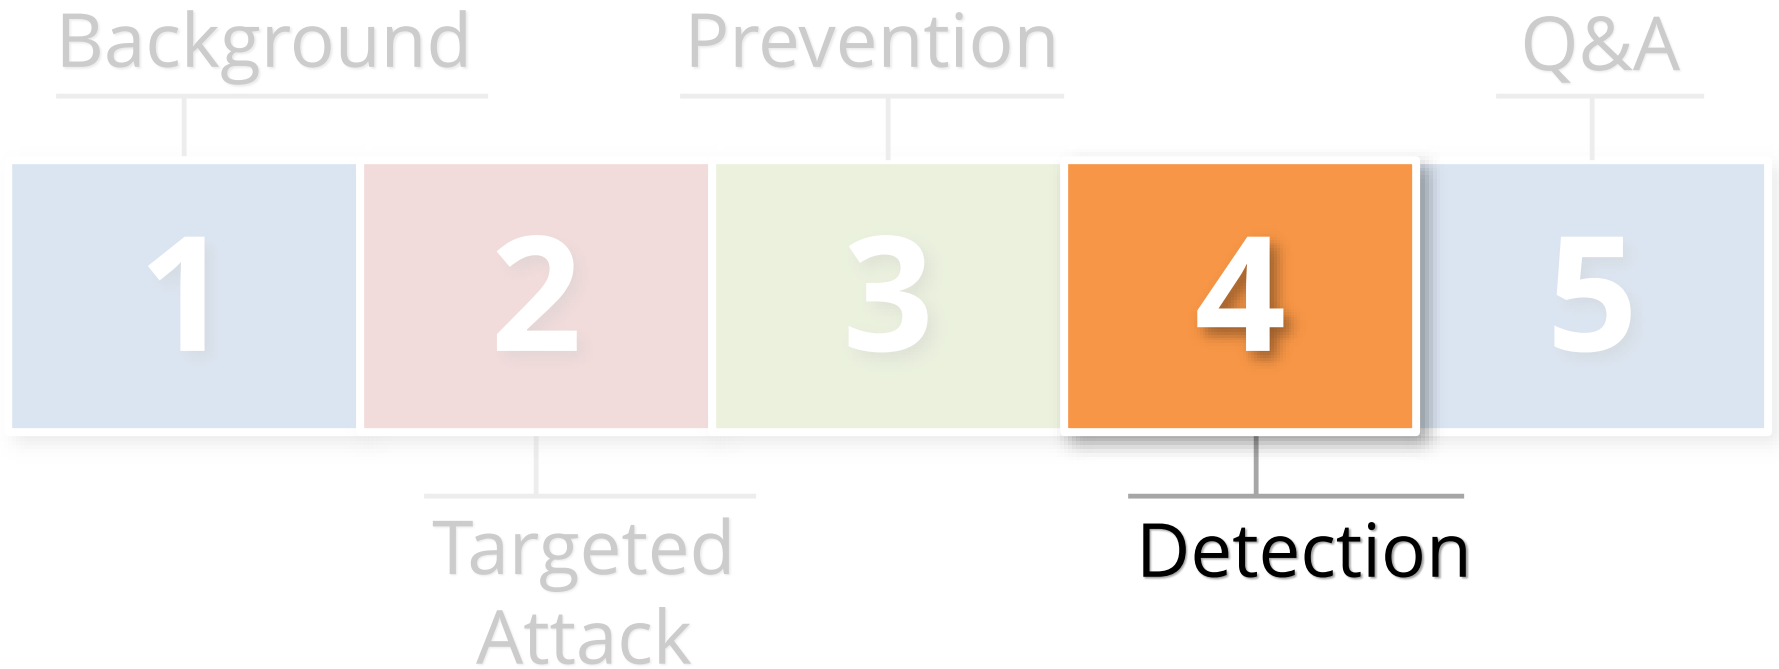 Background
Prevention
Q&A
1
2
3
4
5
Targeted
Attack
Detection